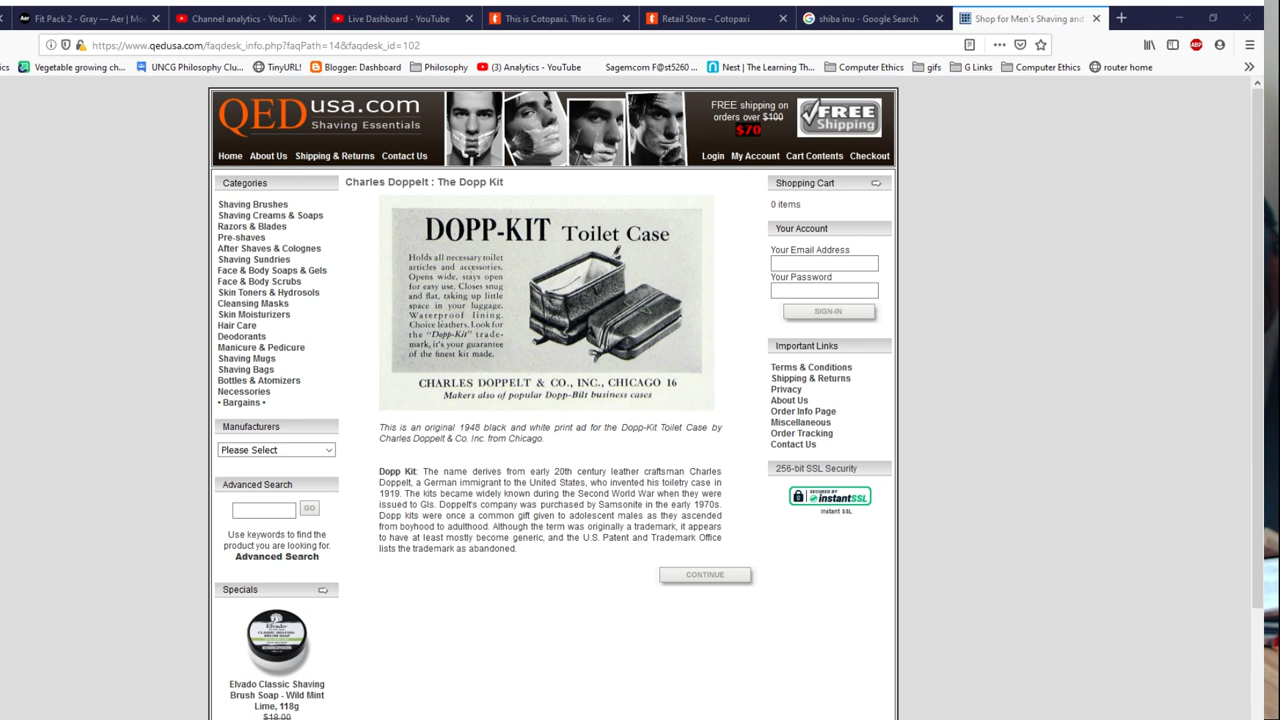 Aer
Fit Pack 2 - Gray — Aer | Mo
Channel analytics - YouTube
Live Dashboard - YouTube
This is Cotopaxi. This is Gear
Retail Store – Cotopaxi
shiba inu - Google Search
Shop for Men's Shaving and
https://www.qedusa.com/faqdesk_info.php?faqPath=14&faqdesk_id=102
ABP
cs
Vegetable growing ch...
UNCG Philosophy Clu...
TinyURL!
Blogger: Dashboard
Philosophy
(3) Analytics - YouTube
Sagemcom F@st5260 ...
Nest | The Learning Th...
Computer Ethics
gifs
G Links
Computer Ethics
router home
QED usa.com
Shaving Essentials
FREE shipping on
orders over $100
$70
FREE
Shipping
Home About Us Shipping & Returns Contact Us
Login My Account Cart Contents Checkout
Categories
Shaving Brushes
Shaving Creams & Soaps
Razors & Blades
Pre-shaves
After Shaves & Colognes
Shaving Sundries
Face & Body Soaps & Gels
Face & Body Scrubs
Skin Toners & Hydrosols
Cleansing Masks
Skin Moisturizers
Hair Care
Deodorants
Manicure & Pedicure
Shaving Mugs
Shaving Bags
Bottles & Atomizers
Necessories
• Bargains •
Manufacturers
Please Select
Advanced Search
GO
Use keywords to find the
product you are looking for.
Advanced Search
Specials
Elvado
CLASSIC SHAVING
BRUSH SOAP
Elvado Classic Shaving
Brush Soap - Wild Mint
Lime, 118g
$18.00
Charles Doppelt : The Dopp Kit
DOPP-KIT Toilet Case
Holds all necessary toilet
articles and accessories.
Opens wide, stays open
for easy use. Closes snug
and flat, taking up little
space in your luggage.
Waterproof lining.
Choice leathers. Look for
the "Dopp-Kit" trade-
mark, it's your guarantee
of the finest kit made.
CHARLES DOPPELT & CO., INC., CHICAGO 16
Makers also of popular Dopp-Bilt business cases
This is an original 1948 black and white print ad for the Dopp-Kit Toilet Case by
Charles Doppelt & Co. Inc. from Chicago.
Dopp Kit: The name derives from early 20th century leather craftsman Charles
Doppelt, a German immigrant to the United States, who invented his toiletry case in
1919. The kits became widely known during the Second World War when they were
issued to GIs. Doppelt's company was purchased by Samsonite in the early 1970s.
Dopp kits were once a common gift given to adolescent males as they ascended
from boyhood to adulthood. Although the term was originally a trademark, it appears
to have at least mostly become generic, and the U.S. Patent and Trademark Office
lists the trademark as abandoned.
CONTINUE
Shopping Cart
0 items
Your Account
Your Email Address
Your Password
SIGN-IN
Important Links
Terms & Conditions
Shipping & Returns
Privacy
About Us
Order Info Page
Miscellaneous
Order Tracking
Contact Us
256-bit SSL Security
SECURED BY
instantSSL
Instant SSL